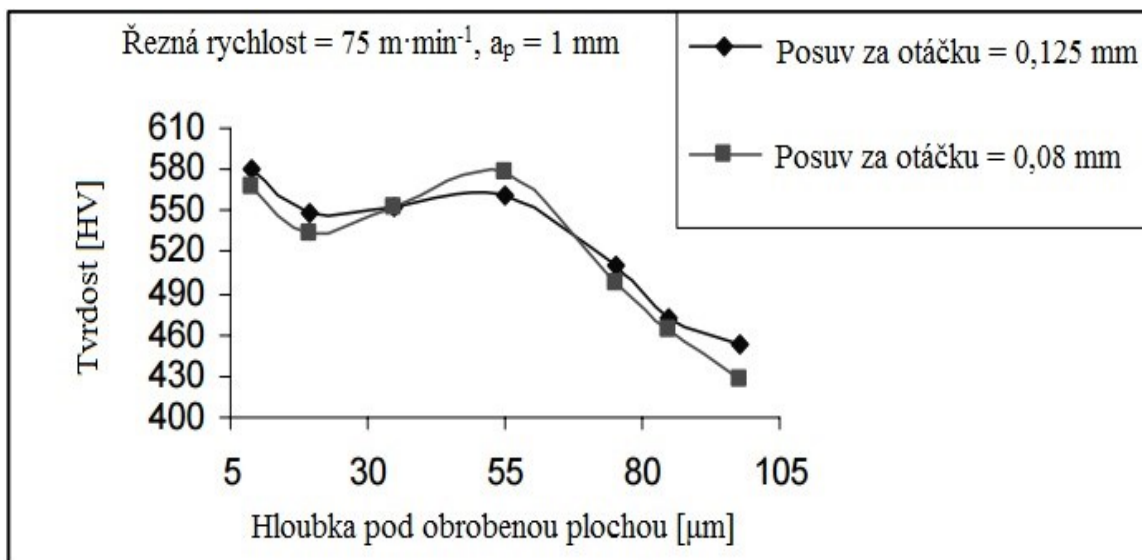 Řezná rychlost = 75 m·min⁻¹, aₚ = 1 mm
Posuv za otáčku = 0,125 mm
Posuv za otáčku = 0,08 mm
Tvrdost [HV]
610
580
550
520
490
460
430
400
5 30 55 80 105
Hloubka pod obrobenou plochou [µm]